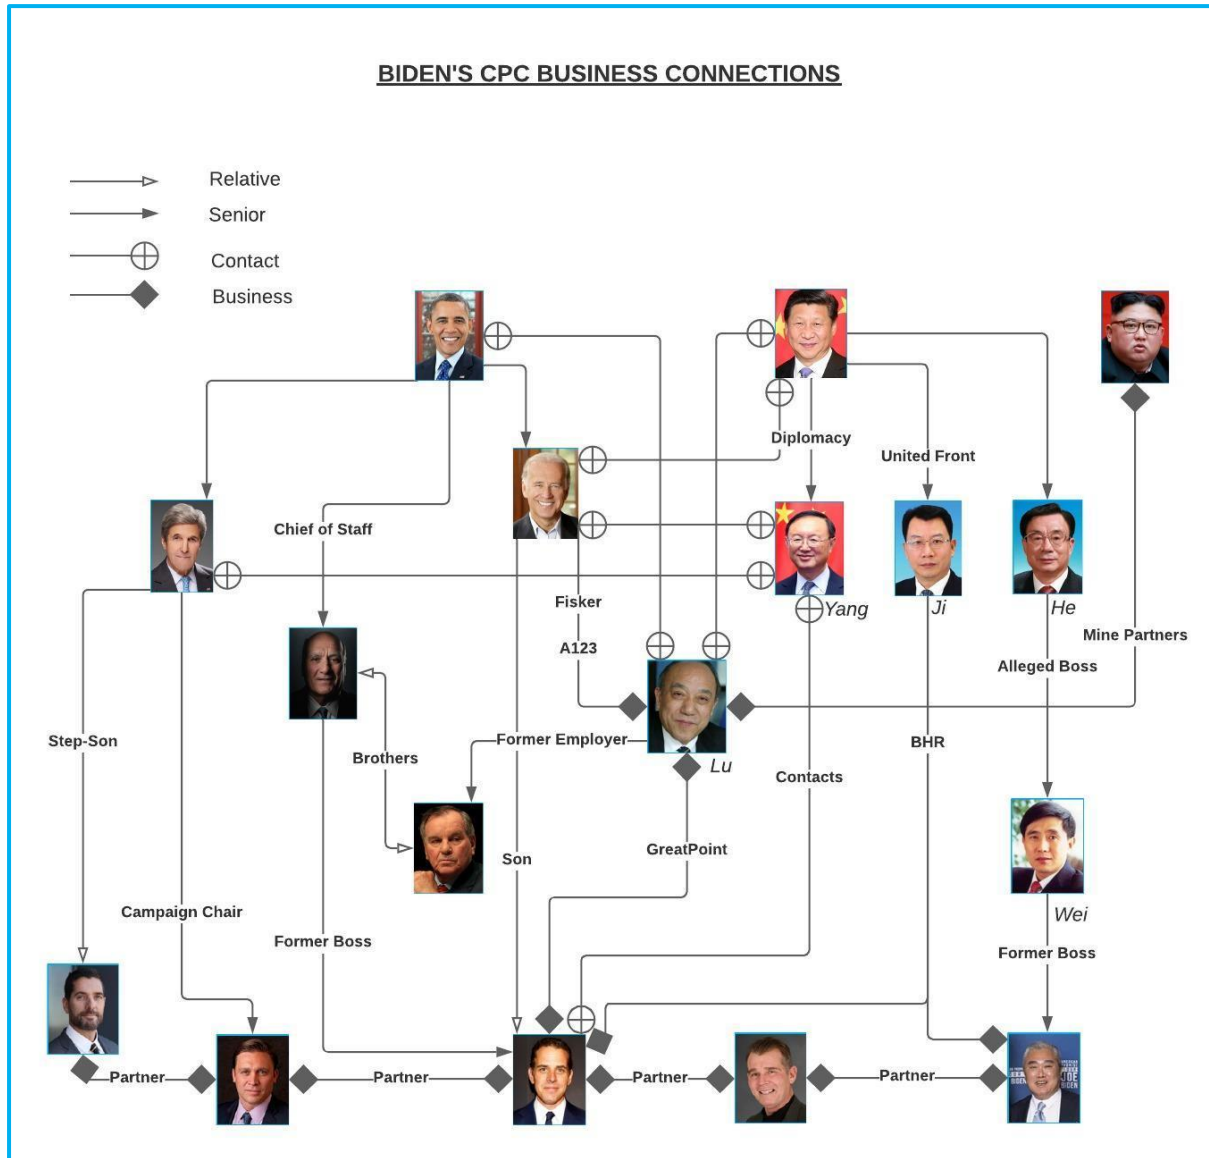 BIDEN'S CPC BUSINESS CONNECTIONS
Relative
Senior
Contact
Business
Diplomacy
United Front
Chief of Staff
Fisker
Yang
Ji
He
Mine Partners
A123
Alleged Boss
Step-Son
Former Employer
BHR
Brothers
Lu
Contacts
Son
GreatPoint
Campaign Chair
Wei
Former Boss
Former Boss
JOE
BIDEN
Partner
Partner
Partner
Partner